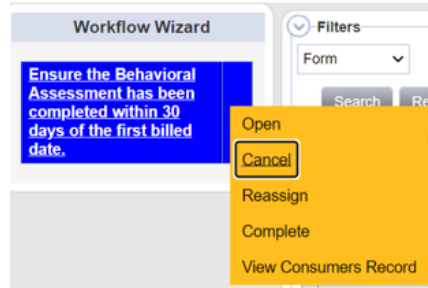 Workflow Wizard
Ensure the Behavioral
Assessment has been
completed within 30
days of the first billed
date.
Filters
Form
Search
Open
Cancel
Reassign
Complete
View Consumers Record